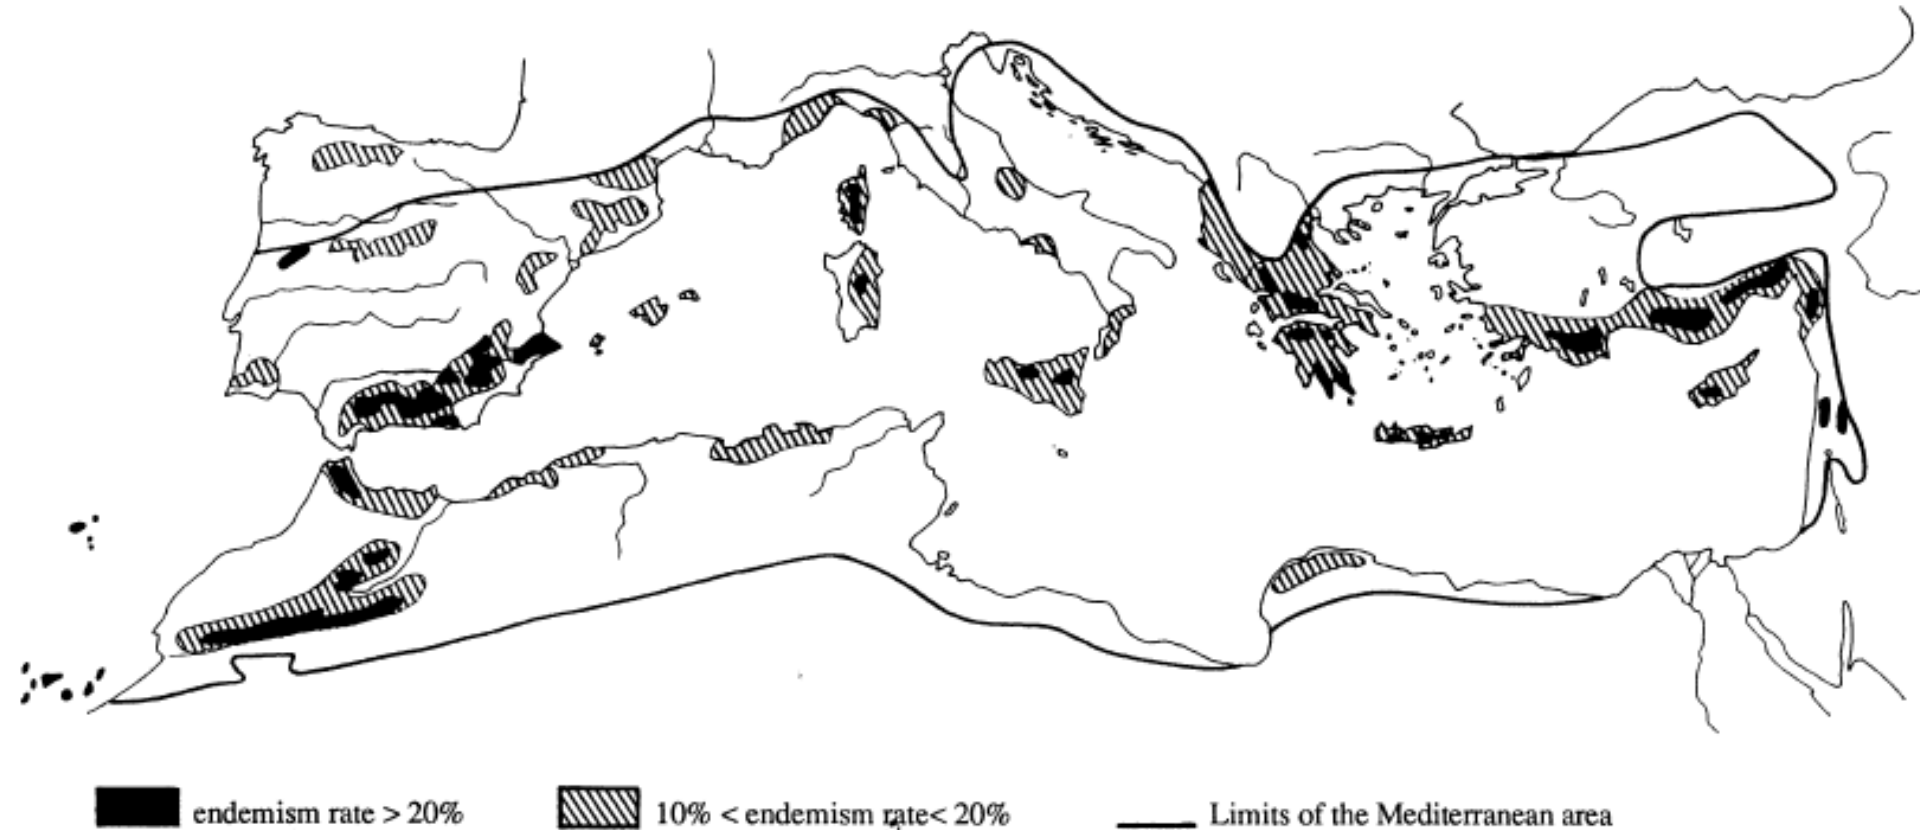 endemism rate > 20%
10% < endemism rate< 20%
Limits of the Mediterranean area